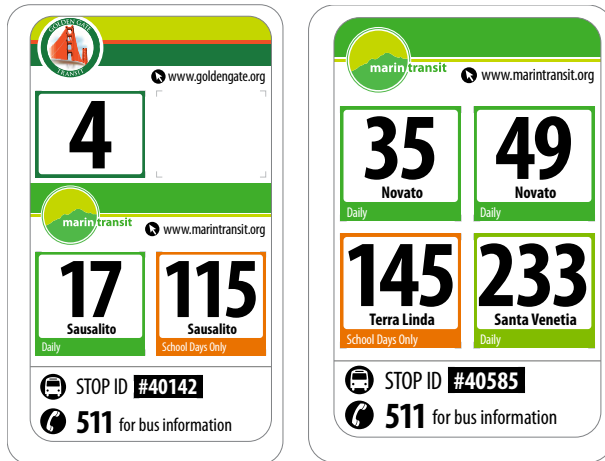 GOLDEN GATE
TRANSIT
www.goldengate.org
4
marin transit
www.marintransit.org
17
Sausalito
Daily
115
Sausalito
School Days Only
STOP ID #40142
511 for bus information
marin transit
www.marintransit.org
35
Novato
Daily
49
Novato
Daily
145
Terra Linda
School Days Only
233
Santa Venetia
Daily
STOP ID #40585
511 for bus information